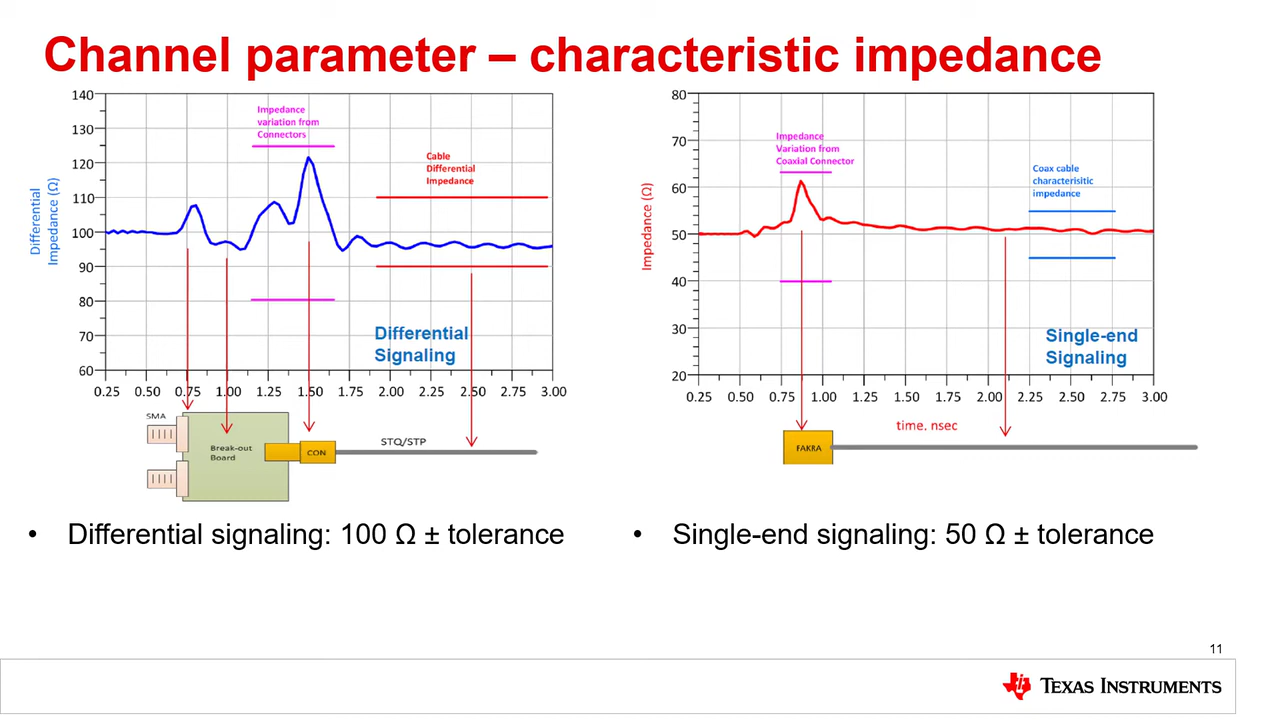 Channel parameter – characteristic impedance
140
130
120
110
100
90
80
70
60
Differential
Impedance (Ω)
Impedance
variation from
Connectors
Cable
Differential
Impedance
Differential
Signaling
0.25 0.50 0.75 1.00 1.25 1.50 1.75 2.00 2.25 2.50 2.75 3.00
SMA
Break-out
Board
CON
STQ/STP
80
70
60
50
40
30
20
Impedance (Ω)
Impedance
Variation from
Coaxial Connector
Coax cable
characterisitic
impedance
Single-end
Signaling
0.25 0.50 0.75 1.00 1.25 1.50 1.75 2.00 2.25 2.50 2.75 3.00
time. nsec
FAKRA
• Differential signaling: 100 Ω ± tolerance
• Single-end signaling: 50 Ω ± tolerance
11
TEXAS INSTRUMENTS